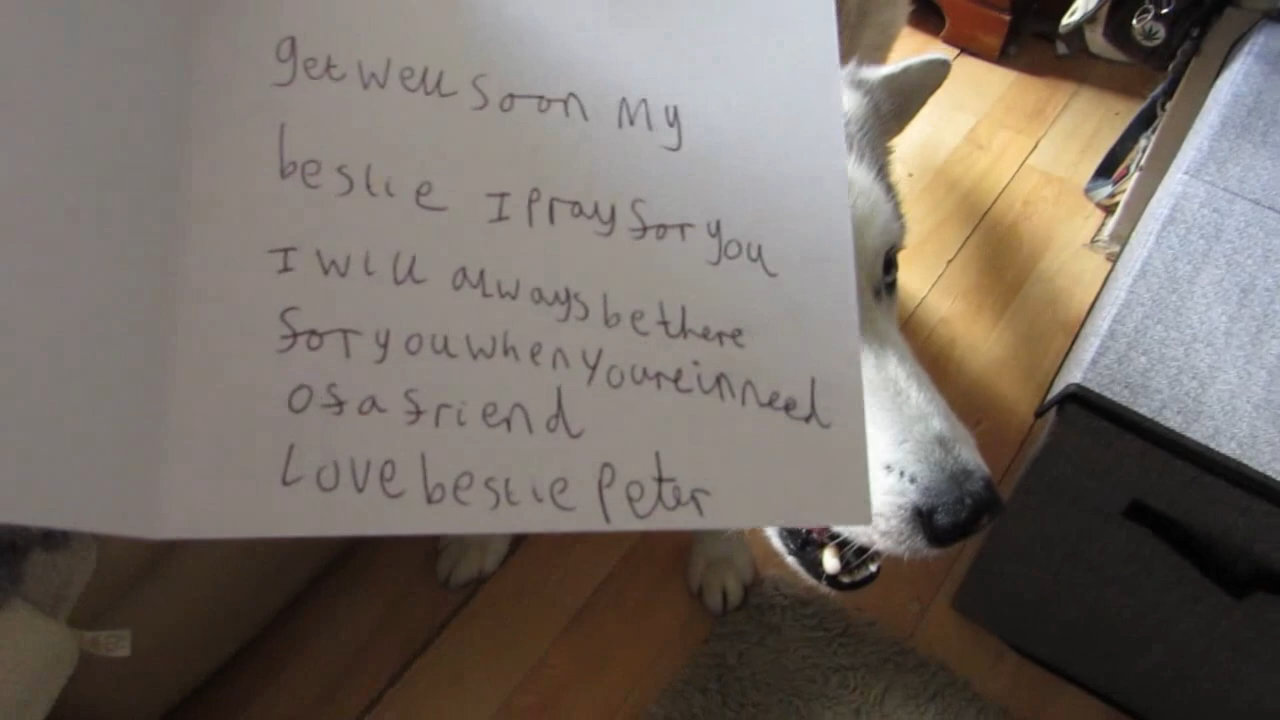 get well soon My
bestie I pray for you
I will always be there
for you when youre in need
of a friend
Love bestie Peter